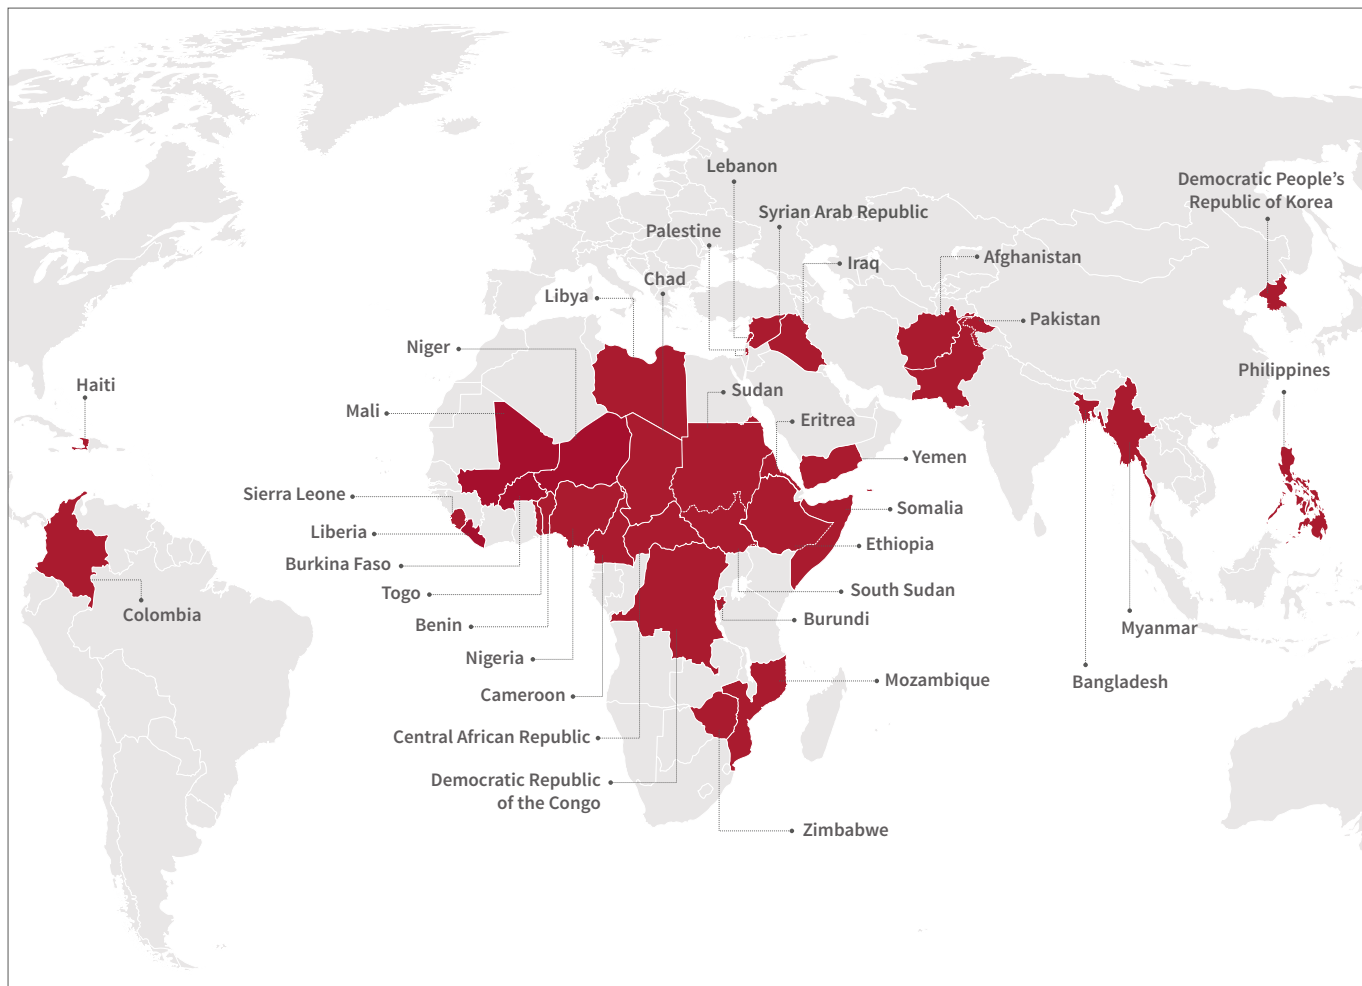 Lebanon
Democratic People’s
Republic of Korea
Syrian Arab Republic
Palestine
Afghanistan
Iraq
Chad
Libya
Pakistan
Niger
Philippines
Haiti
Sudan
Mali
Eritrea
Yemen
Sierra Leone
Somalia
Liberia
Ethiopia
Burkina Faso
South Sudan
Togo
Colombia
Burundi
Benin
Myanmar
Nigeria
Mozambique
Bangladesh
Cameroon
Central African Republic
Democratic Republic
of the Congo
Zimbabwe